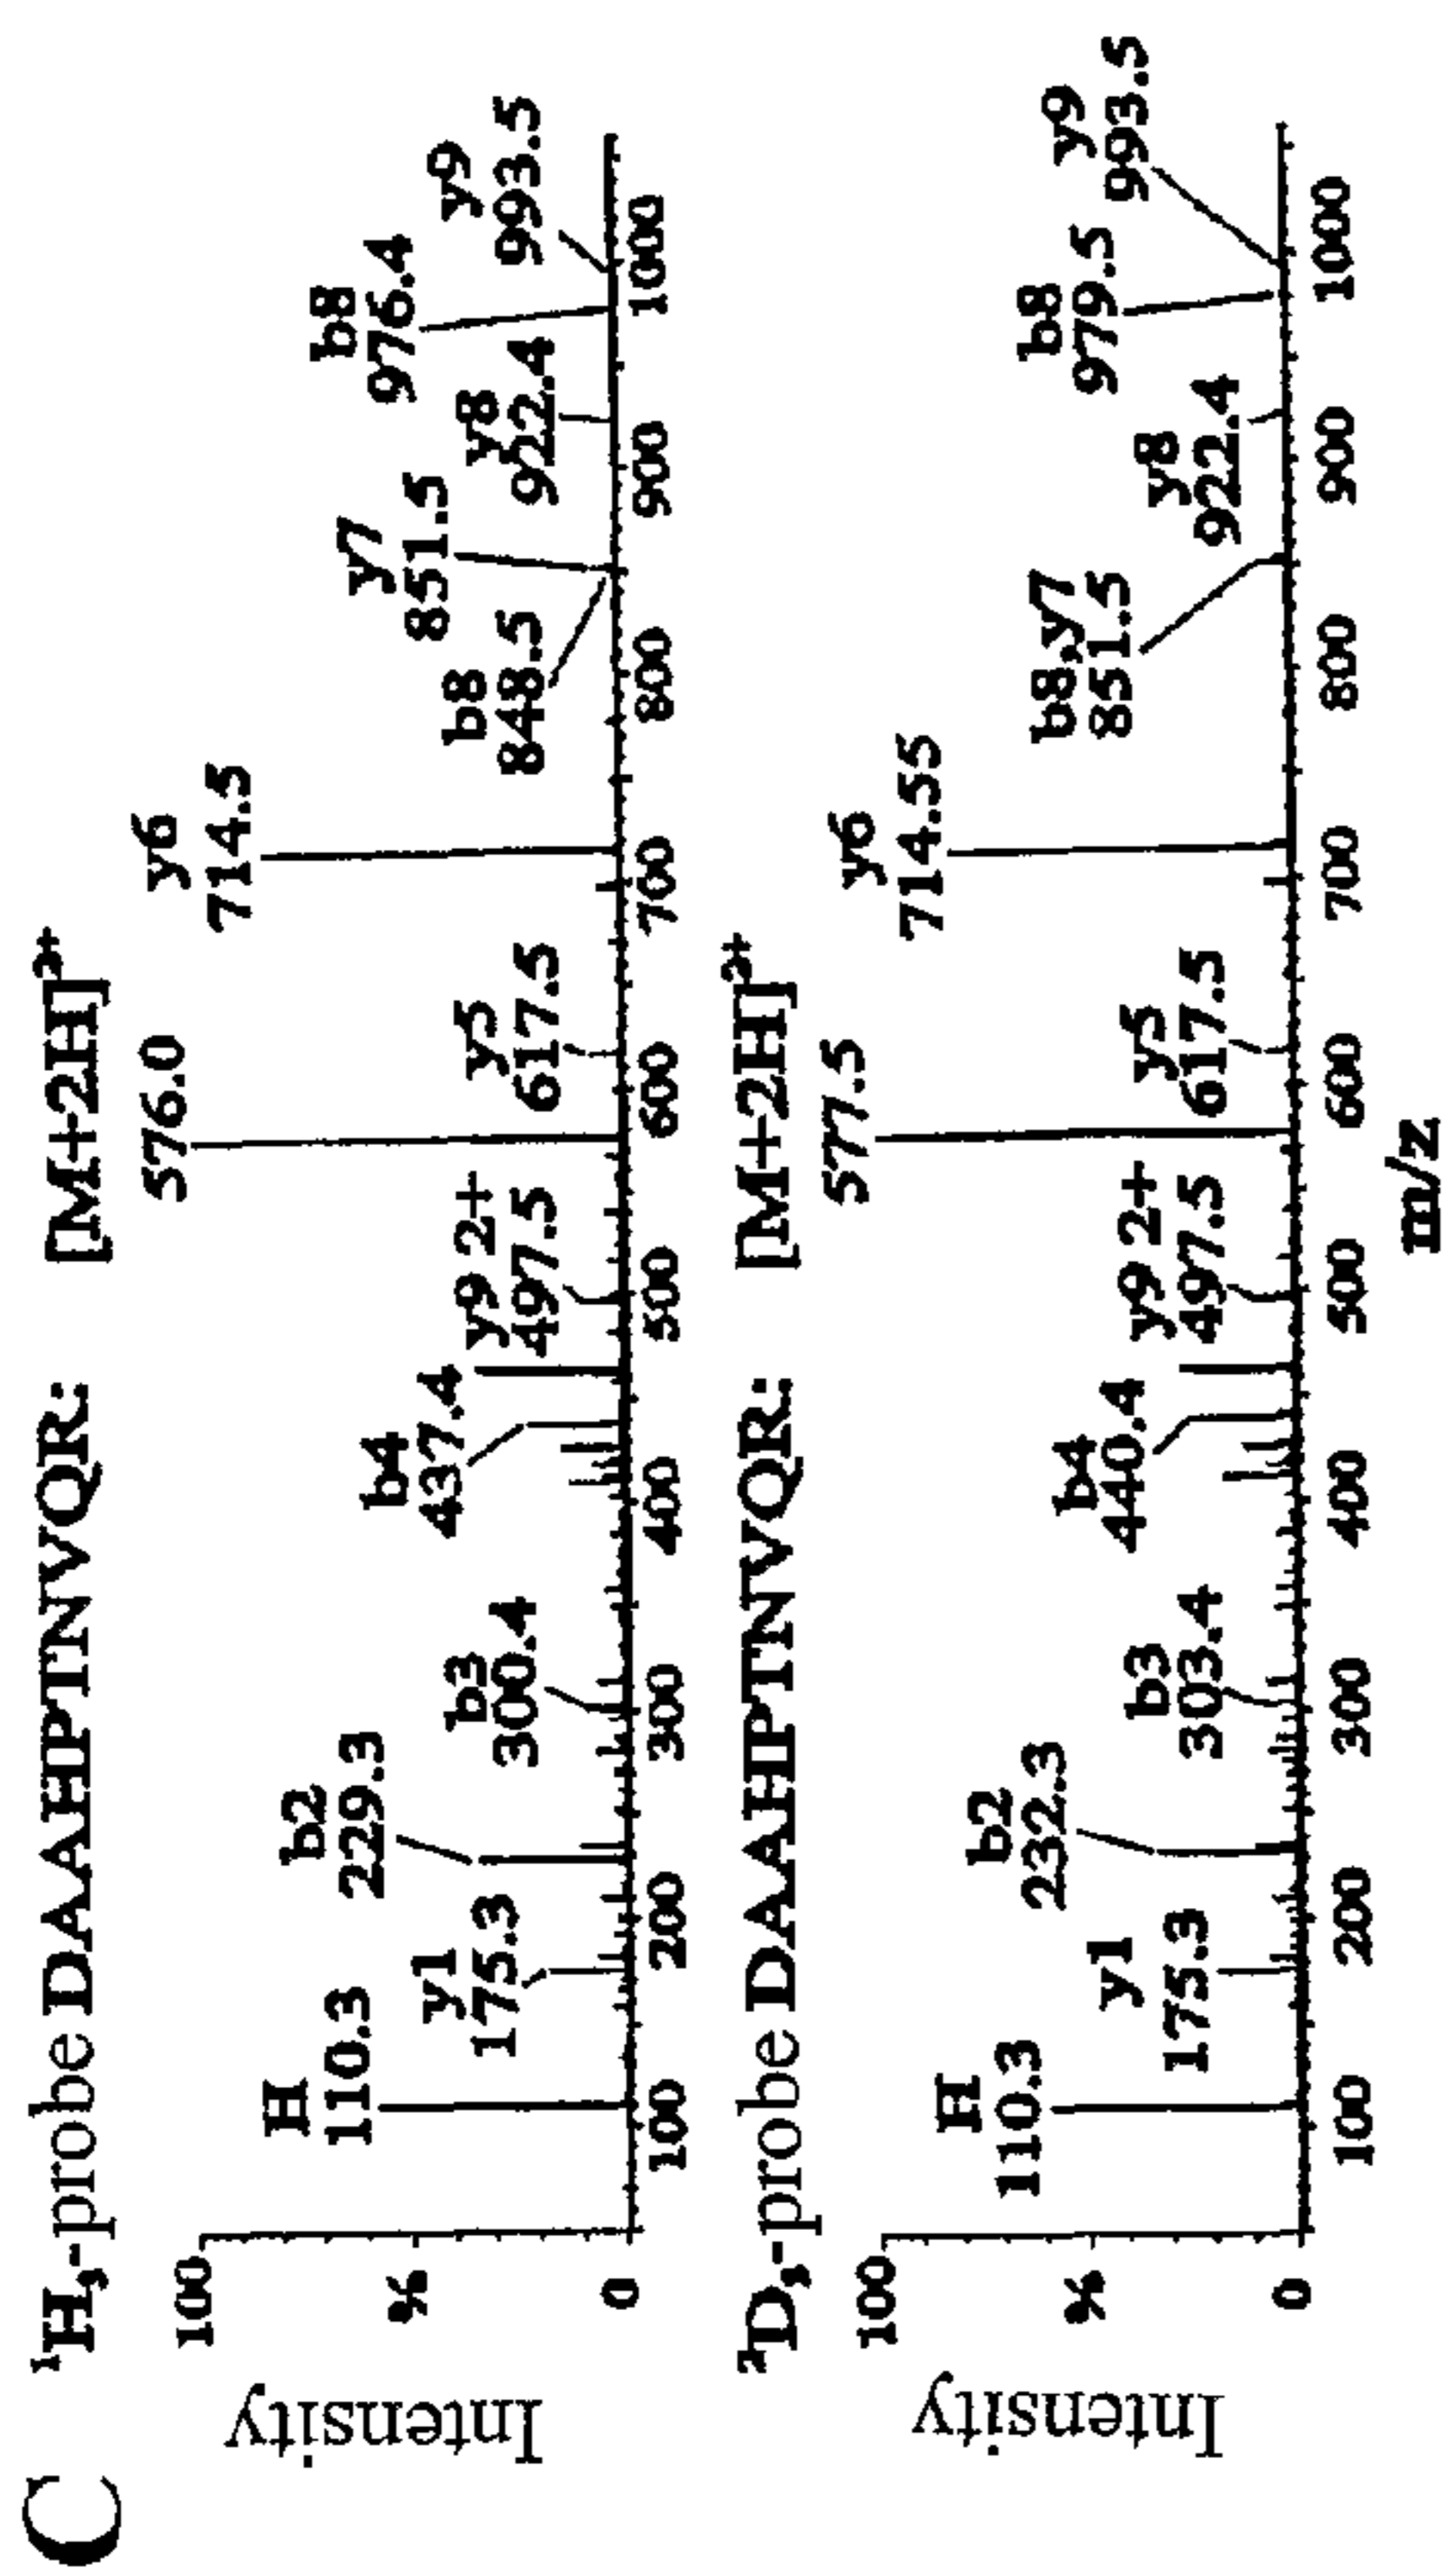 C
¹H₃-probe DAAHPTNVQR: [M+2H]²⁺
576.0
Intensity
100
%
0
H
110.3
y1
175.3
b2
229.3
b3
300.4
b4
437.4
y9 2+
497.5
y5
617.5
y6
714.5
b8
848.5
y7
851.5
y8
922.4
b8
976.4
y9
993.5
100 200 300 400 500 600 700 800 900 1000
²D₃-probe DAAHPTNVQR: [M+2H]²⁺
577.5
Intensity
100
%
0
H
110.3
y1
175.3
b2
232.3
b3
303.4
b4
440.4
y9 2+
497.5
y5
617.5
y6
714.55
b8,y7
851.5
y8
922.4
b8
979.5
y9
993.5
100 200 300 400 500 600 700 800 900 1000
m/z